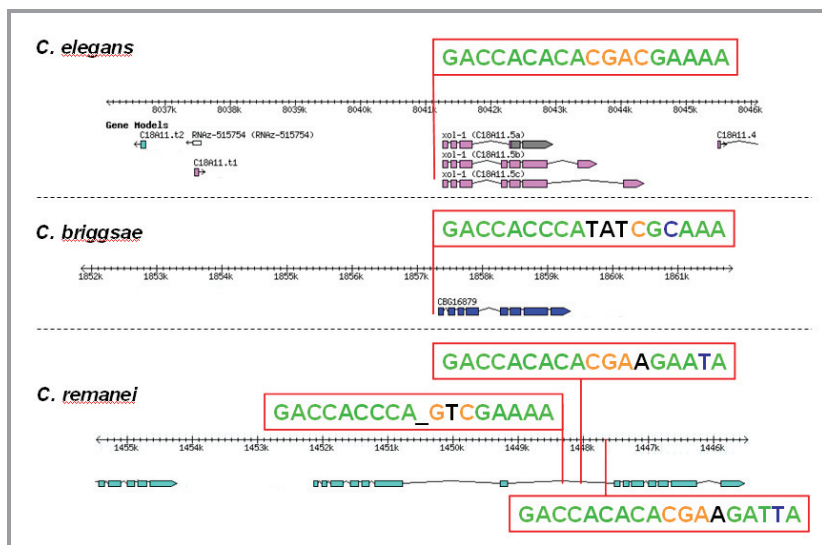 C. elegans
GACCACACACGACGAAAA
8037k 8038k 8039k 8040k 8041k 8042k 8043k 8044k 8045k 8046k
Gene Models
C18A11.t2 RNAz-515754 (RNAz-515754) xol-1 (C18A11.5a) C18A11.4
C18A11.t1 xol-1 (C18A11.5b)
xol-1 (C18A11.5c)
C. briggsae
GACCACCCATATCGCAAA
1852k 1853k 1854k 1855k 1856k 1857k 1858k 1859k 1860k 1861k
CBG16879
GACCACACACGAAGAATA
C. remanei
GACCACCCA_GTCGAAAA
1455k 1454k 1453k 1452k 1451k 1450k 1449k 1448k 1447k 1446k
GACCACACACGAAGATTA